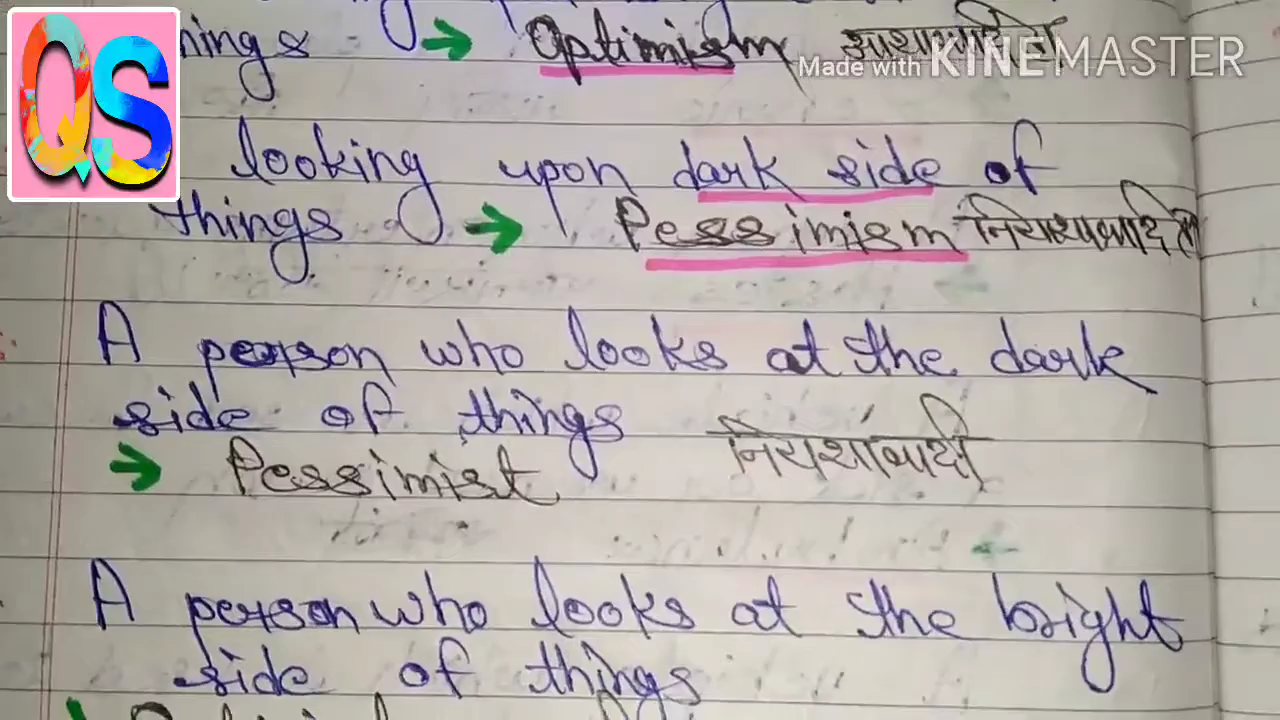 QS
things → Optimism
Made with KINEMASTER
looking upon dark side of
things → Pessimism
A person who looks at the dark
side of things निराशावादी
→ Pessimist
A person who looks at the bright
side of things